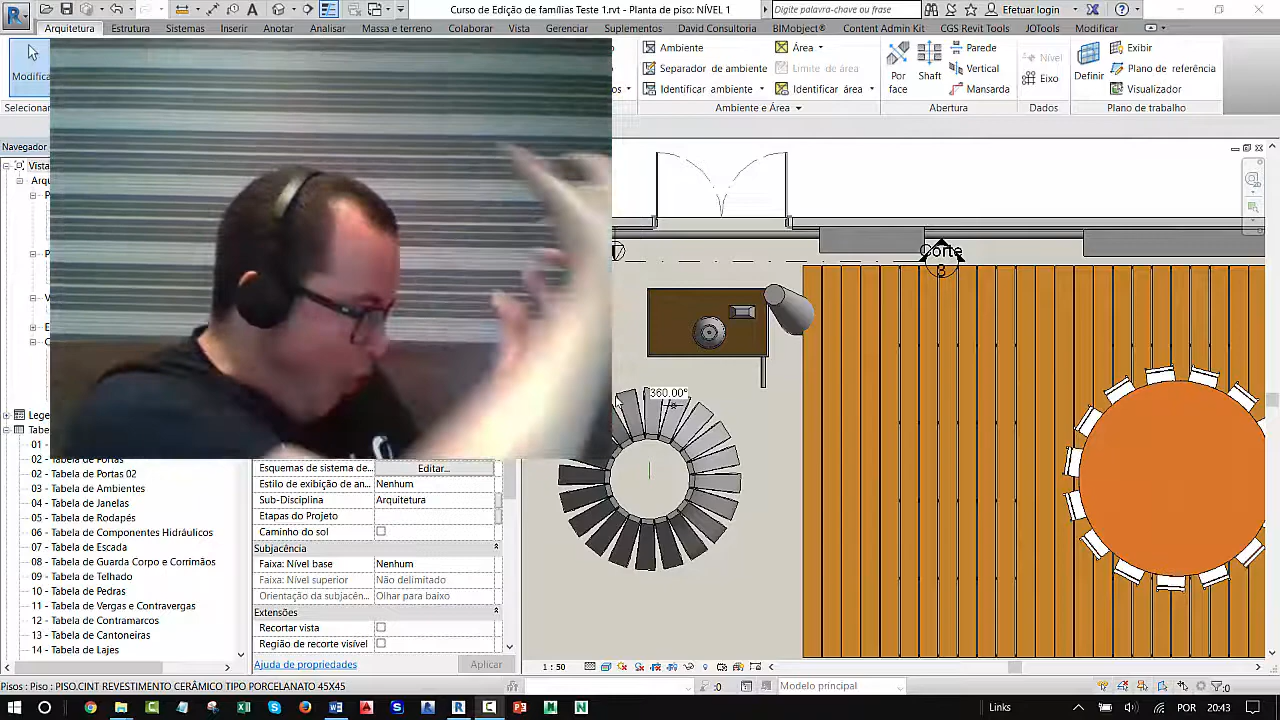 Curso de Edição de famílias Teste 1.rvt - Planta de piso: NÍVEL 1
Digite palavra-chave ou frase
Efetuar login
Arquitetura Estrutura Sistemas Inserir Anotar Analisar Massa e terreno Colaborar Vista Gerenciar Suplementos David Consultoria BIMobject® Content Admin Kit CGS Revit Tools JOTools Modificar
Modifica
Selecionar
Ambiente
Separador de ambiente
Identificar ambiente
Área
Limite de área
Identificar área
Ambiente e Área
Por face
Shaft
Parede
Vertical
Mansarda
Abertura
Nível
Eixo
Dados
Definir
Exibir
Plano de referência
Visualizador
Plano de trabalho
Navegador
Vista
Arq
Lege
Tabe
01 -
02 - Tabela de Portas
02 - Tabela de Portas 02
03 - Tabela de Ambientes
04 - Tabela de Janelas
05 - Tabela de Rodapés
06 - Tabela de Componentes Hidráulicos
07 - Tabela de Escada
08 - Tabela de Guarda Corpo e Corrimãos
09 - Tabela de Telhado
10 - Tabela de Pedras
11 - Tabela de Vergas e Contravergas
12 - Tabela de Contramarcos
13 - Tabela de Cantoneiras
14 - Tabela de Lajes
Esquemas de sistema de... Editar...
Estilo de exibição de an... Nenhum
Sub-Disciplina Arquitetura
Etapas do Projeto
Caminho do sol
Subjacência
Faixa: Nível base Nenhum
Faixa: Nível superior Não delimitado
Orientação da subjacên... Olhar para baixo
Extensões
Recortar vista
Região de recorte visível
Ajuda de propriedades Aplicar
Corte
3
360.00°
1 : 50
Pisos : Piso : PISO.CINT REVESTIMENTO CERÂMICO TIPO PORCELANATO 45X45
:0
Modelo principal
:0
Links
POR
20:43